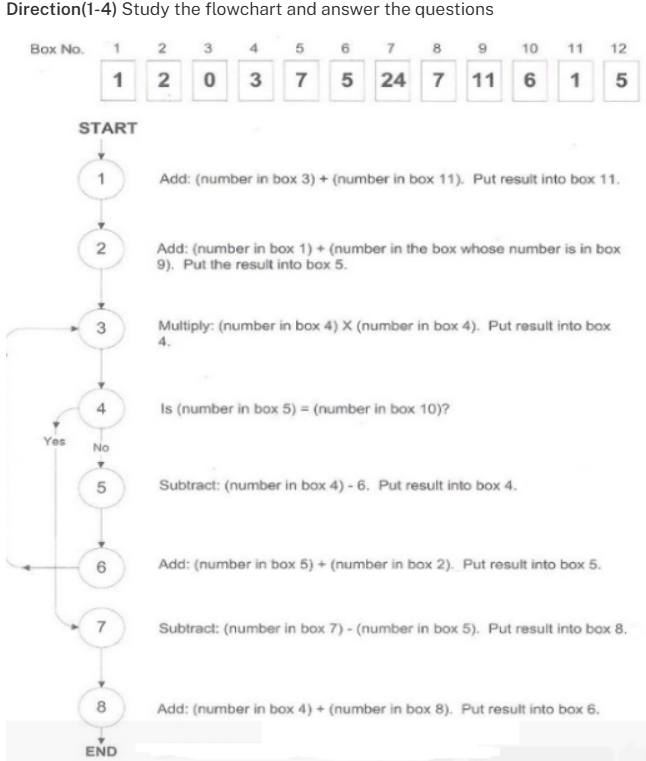 Direction(1-4) Study the flowchart and answer the questions
Box No. 1 2 3 4 5 6 7 8 9 10 11 12
1 2 0 3 7 5 24 7 11 6 1 5
START
1 Add: (number in box 3) + (number in box 11). Put result into box 11.
2 Add: (number in box 1) + (number in the box whose number is in box
9). Put the result into box 5.
3 Multiply: (number in box 4) X (number in box 4). Put result into box
4.
4 Is (number in box 5) = (number in box 10)?
Yes
No
5 Subtract: (number in box 4) - 6. Put result into box 4.
6 Add: (number in box 5) + (number in box 2). Put result into box 5.
7 Subtract: (number in box 7) - (number in box 5). Put result into box 8.
8 Add: (number in box 4) + (number in box 8). Put result into box 6.
END